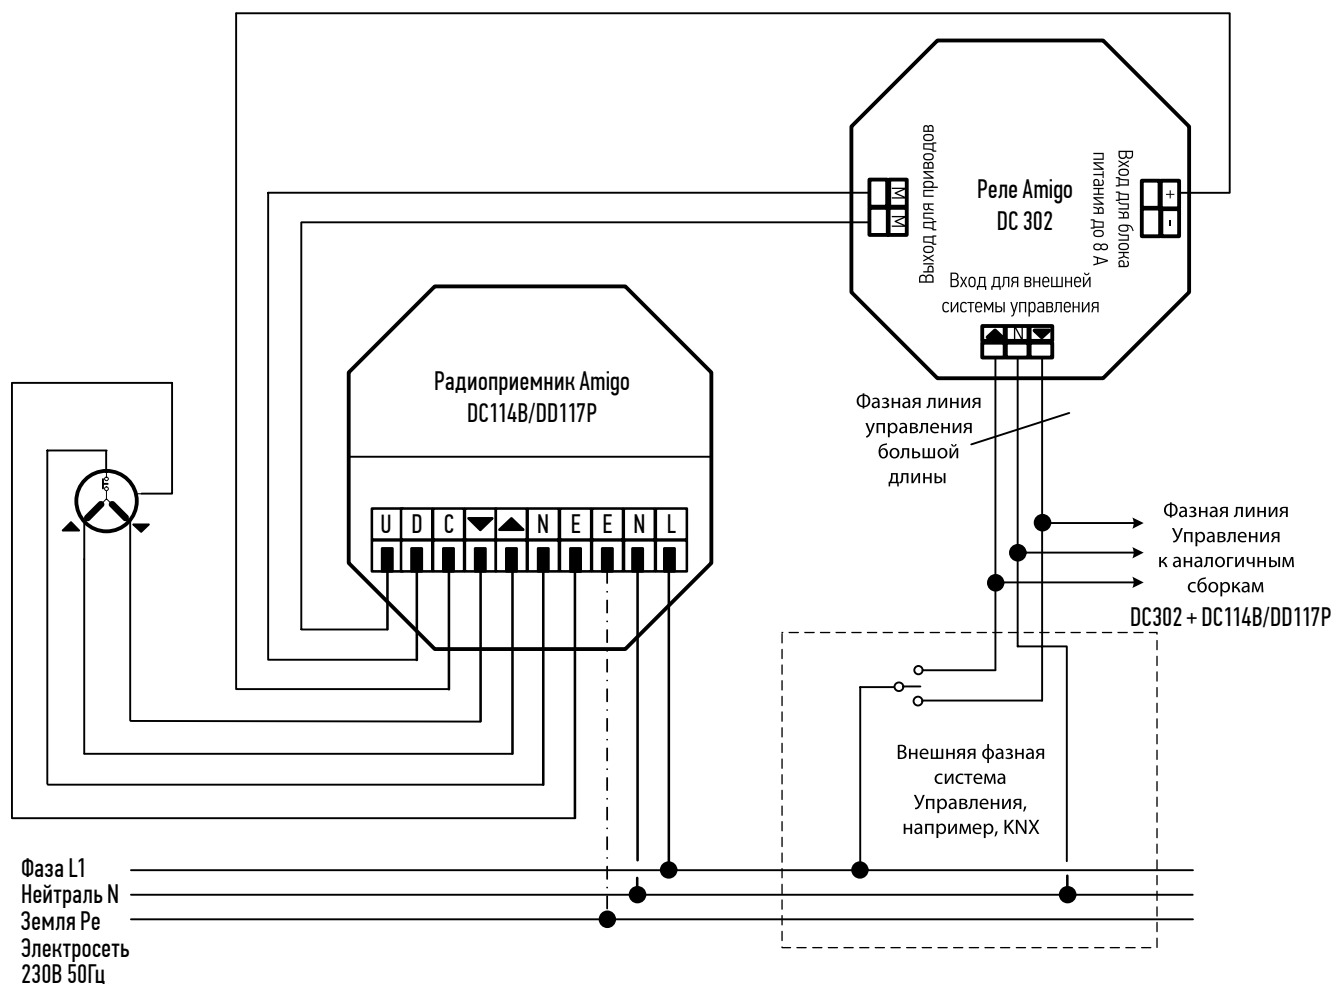 Реле Amigo
DC 302
Выход для приводов
M
M
Вход для блока
питания до 8 А
+
-
Вход для внешней
системы управления
N
Фазная линия
управления
большой
длины
Радиоприемник Amigo
DC114B/DD117P
U D C ▼ ▲ N E E N L
Фазная линия
Управления
к аналогичным
сборкам
DC302 + DC114B/DD117P
Внешняя фазная
система
Управления,
например, KNX
Фаза L1
Нейтраль N
Земля Pe
Электросеть
230В 50Гц